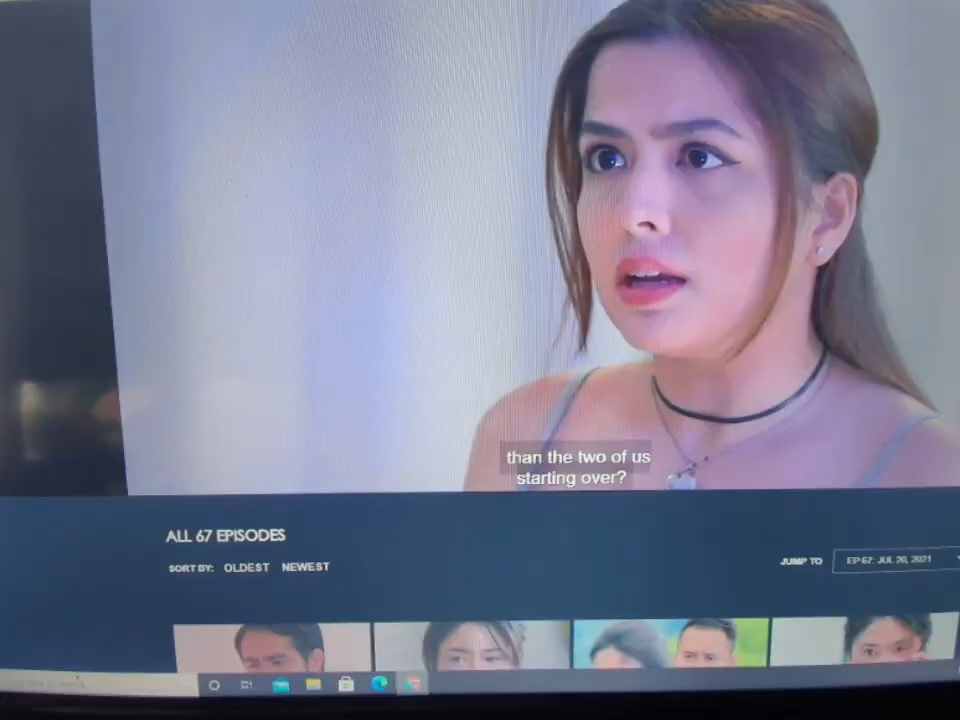 than the two of us
starting over?
ALL 67 EPISODES
SORT BY: OLDEST NEWEST
JUMP TO EP 67: JUL 20, 2021